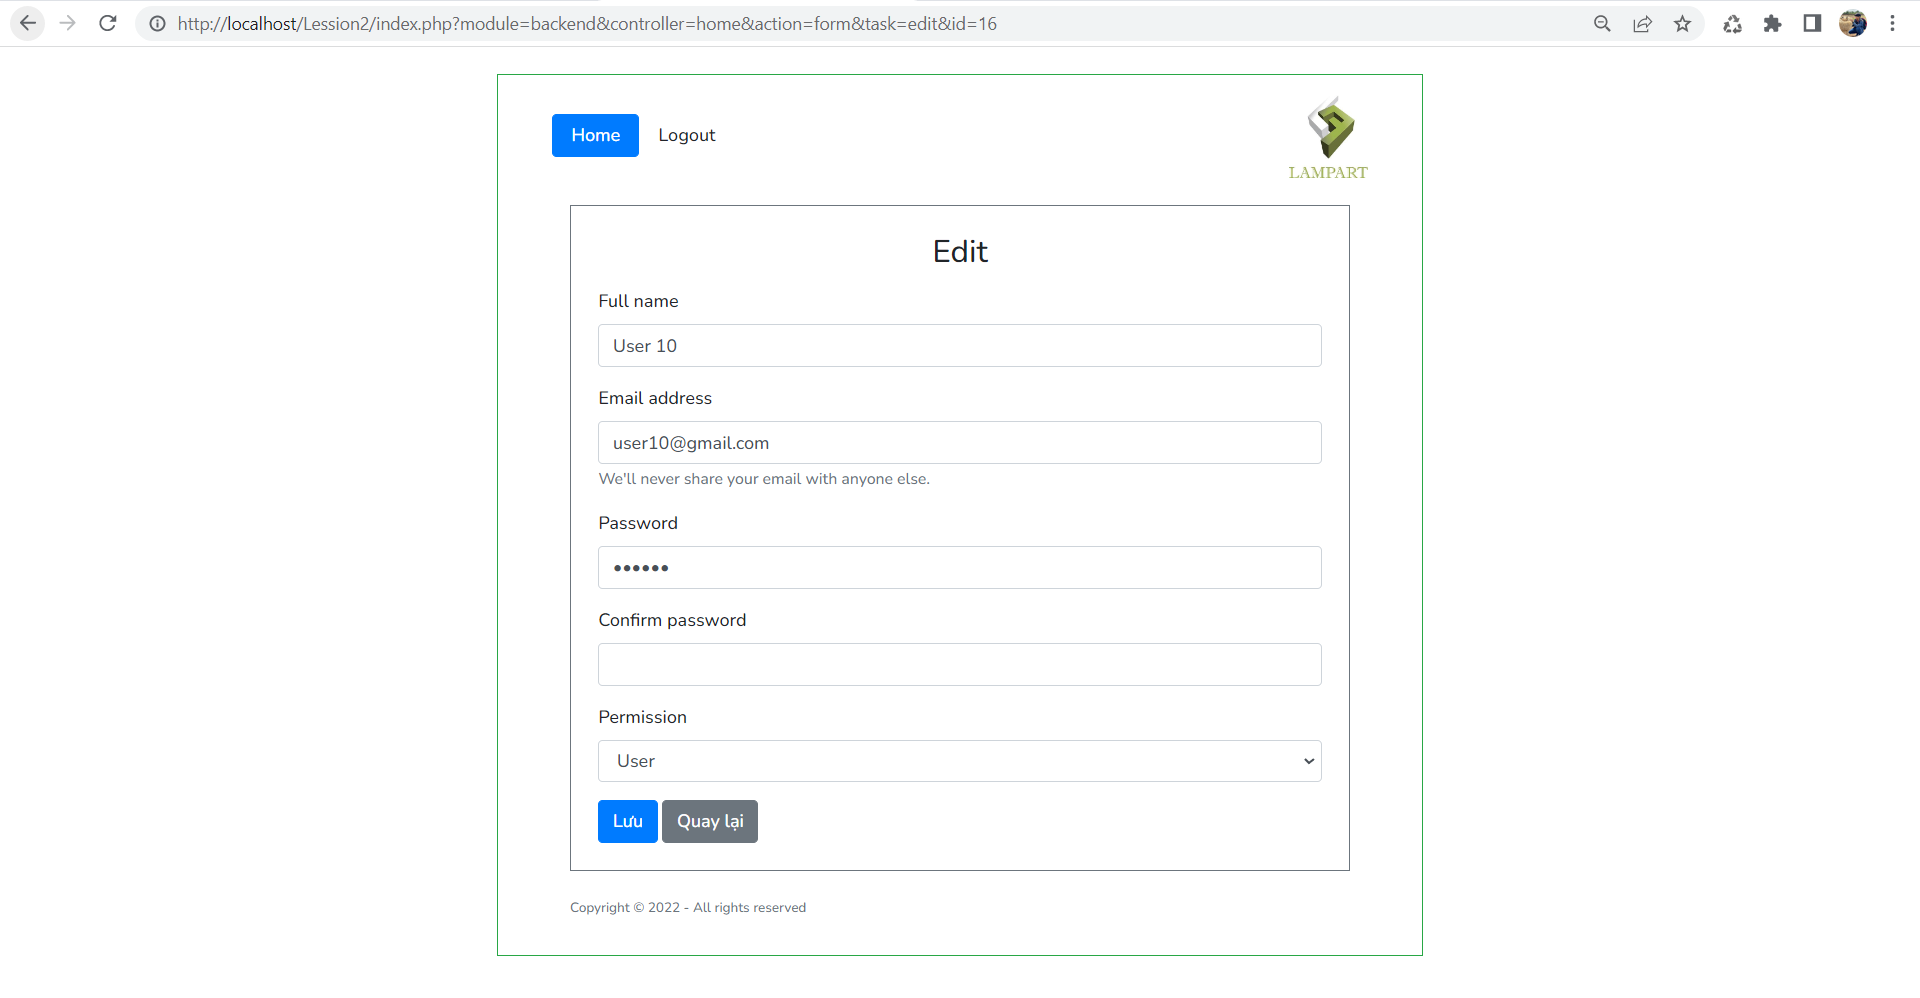 http://localhost/Lession2/index.php?module=backend&controller=home&action=form&task=edit&id=16
Home Logout
LAMPART
Edit
Full name
User 10
Email address
user10@gmail.com
We'll never share your email with anyone else.
Password
••••••
Confirm password
Permission
User
Lưu Quay lại
Copyright © 2022 - All rights reserved